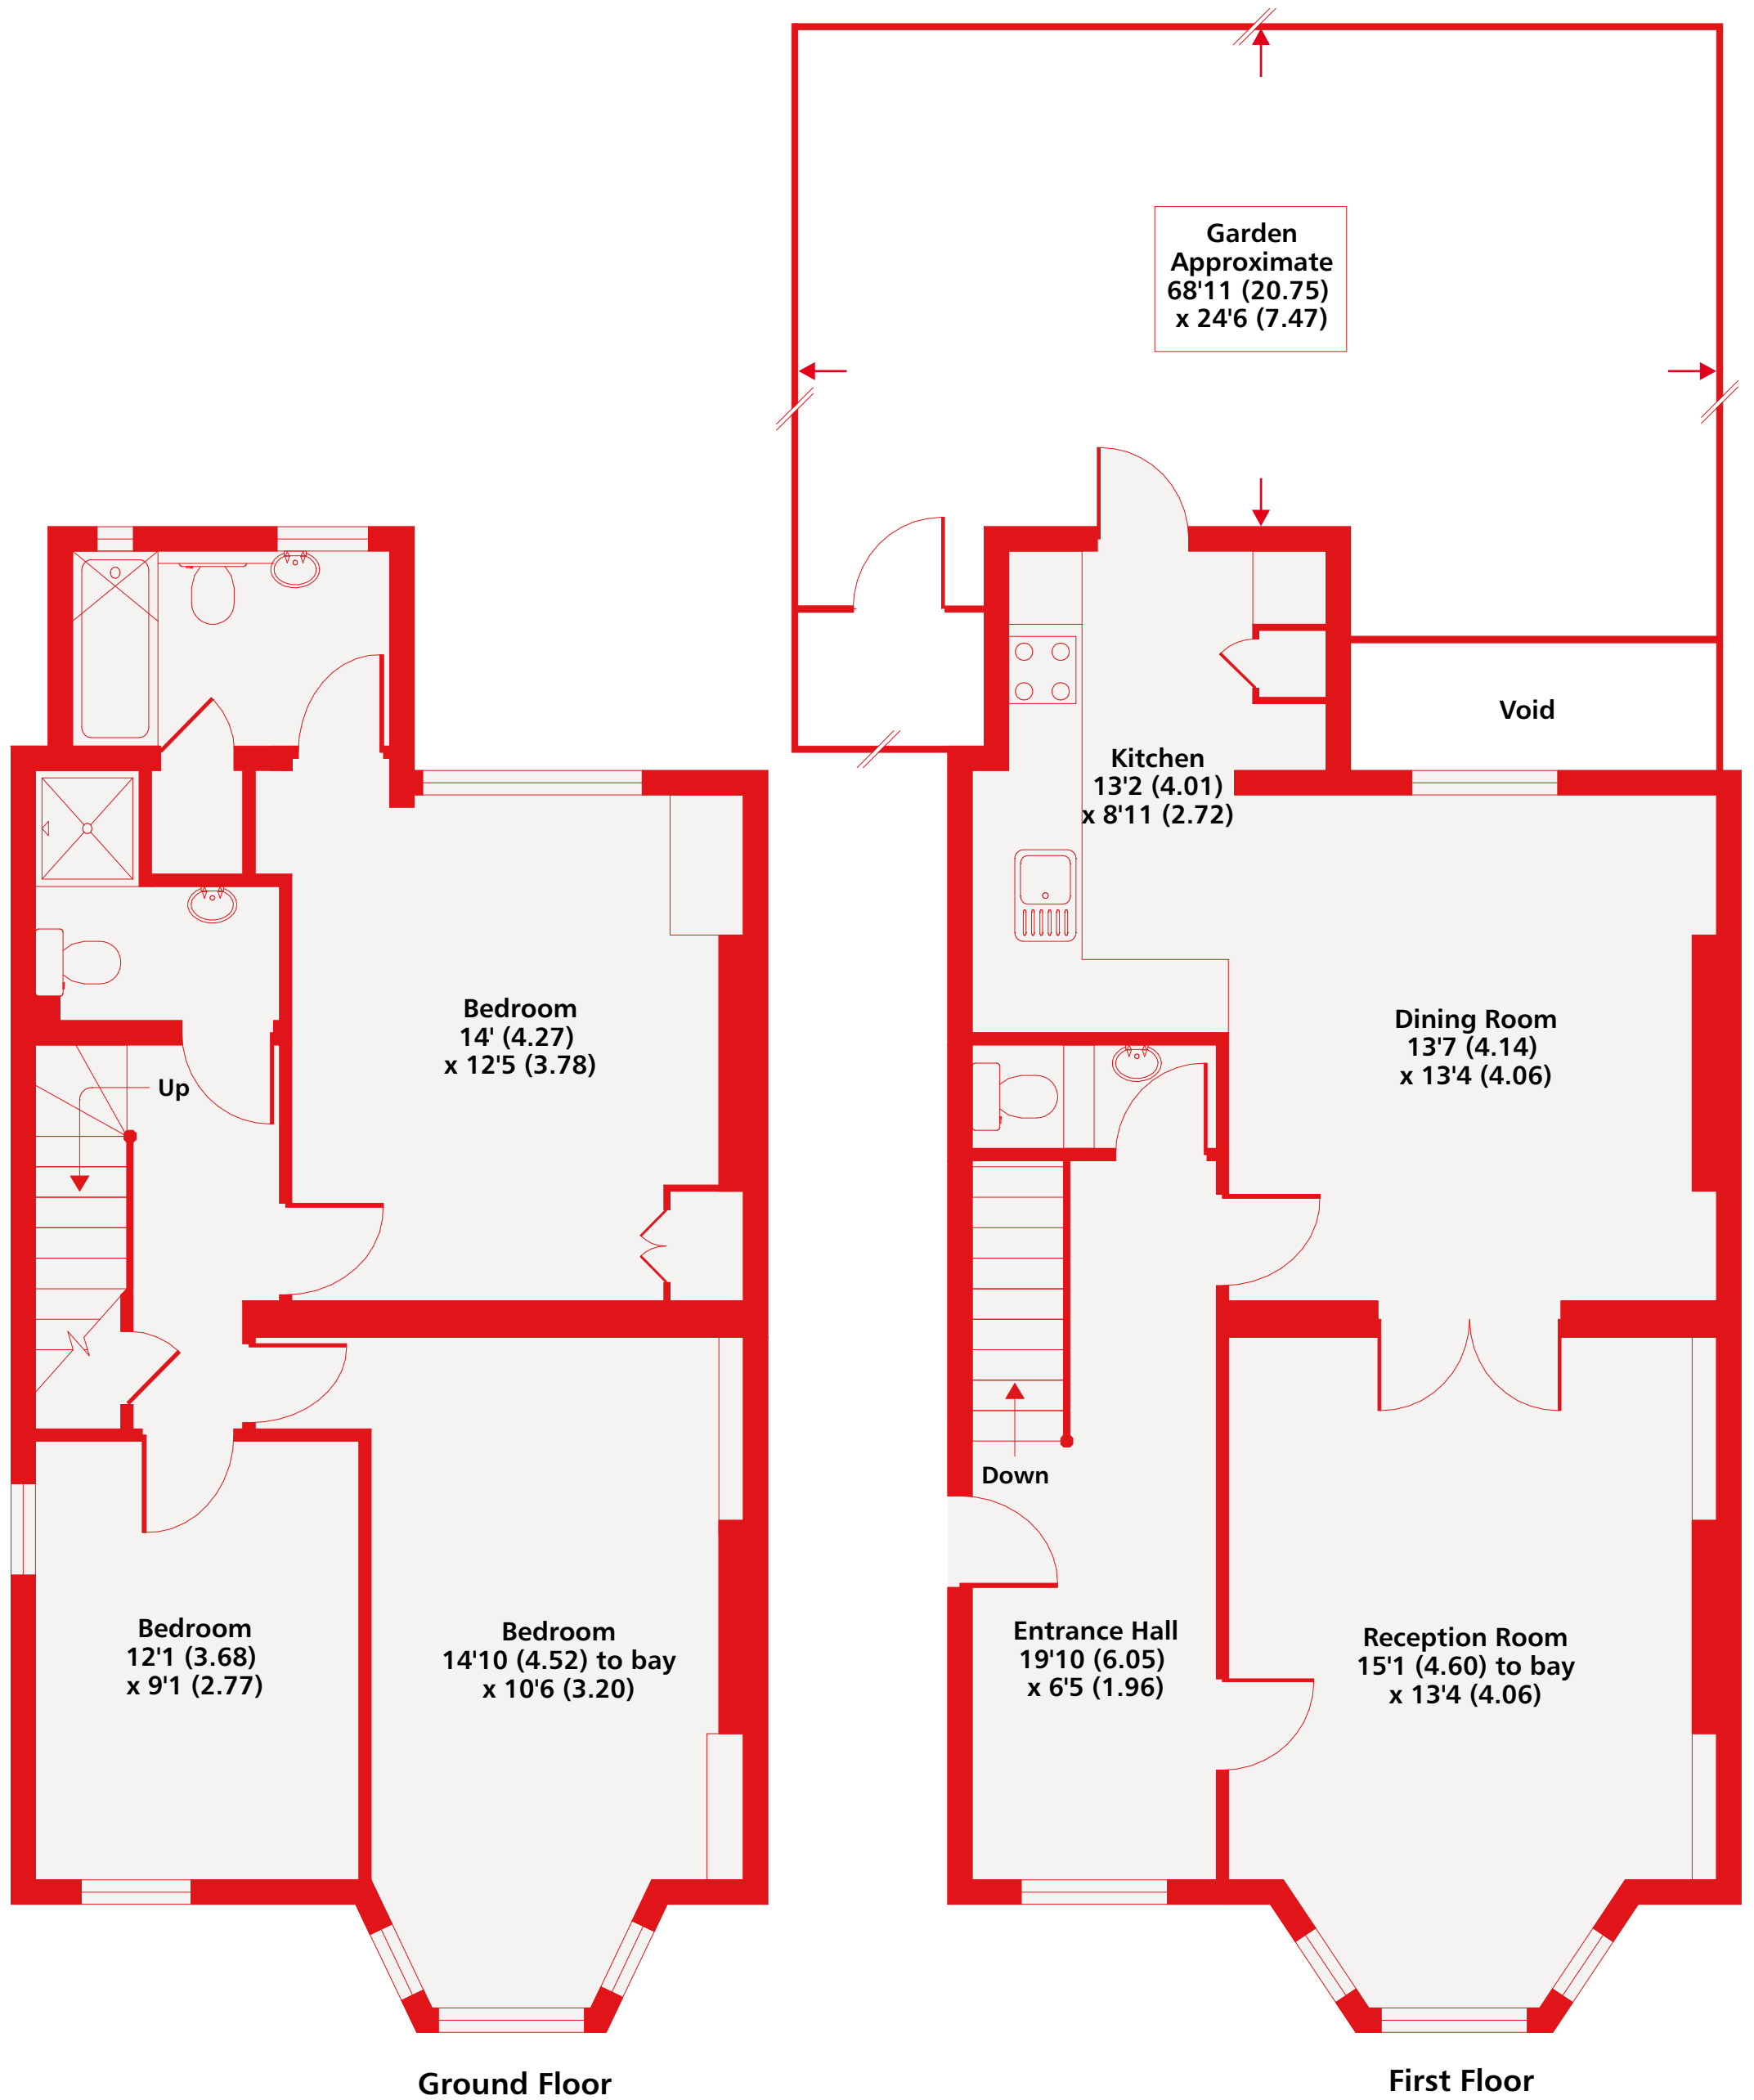 Garden
Approximate
68'11 (20.75)
x 24'6 (7.47)
Void
Kitchen
13'2 (4.01)
x 8'11 (2.72)
Bedroom
14' (4.27)
x 12'5 (3.78)
Dining Room
13'7 (4.14)
x 13'4 (4.06)
Up
Down
Bedroom
12'1 (3.68)
x 9'1 (2.77)
Bedroom
14'10 (4.52) to bay
x 10'6 (3.20)
Entrance Hall
19'10 (6.05)
x 6'5 (1.96)
Reception Room
15'1 (4.60) to bay
x 13'4 (4.06)
Ground Floor
First Floor